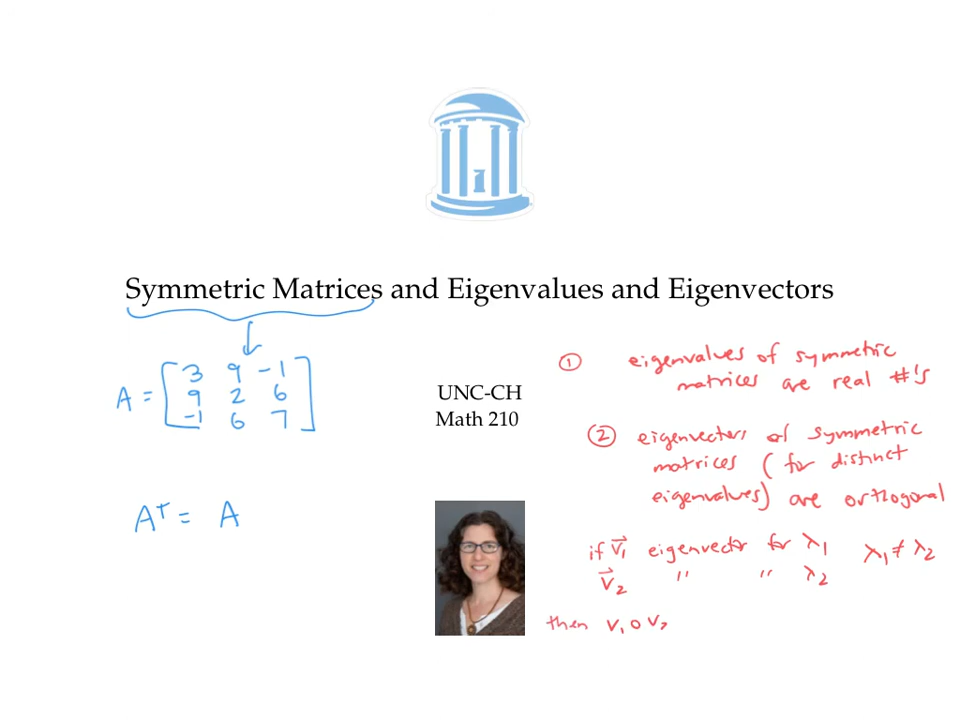 Symmetric Matrices and Eigenvalues and Eigenvectors
A = [ 3 9 -1
9 2 6
-1 6 7 ]
A^T = A
UNC-CH
Math 210
① eigenvalues of symmetric
matrices are real #'s
② eigenvectors of symmetric
matrices (for distinct
eigenvalues) are orthogonal
if v⃗₁ eigenvector for λ₁ λ₁ ≠ λ₂
v⃗₂ " " λ₂
then v₁ o v₂